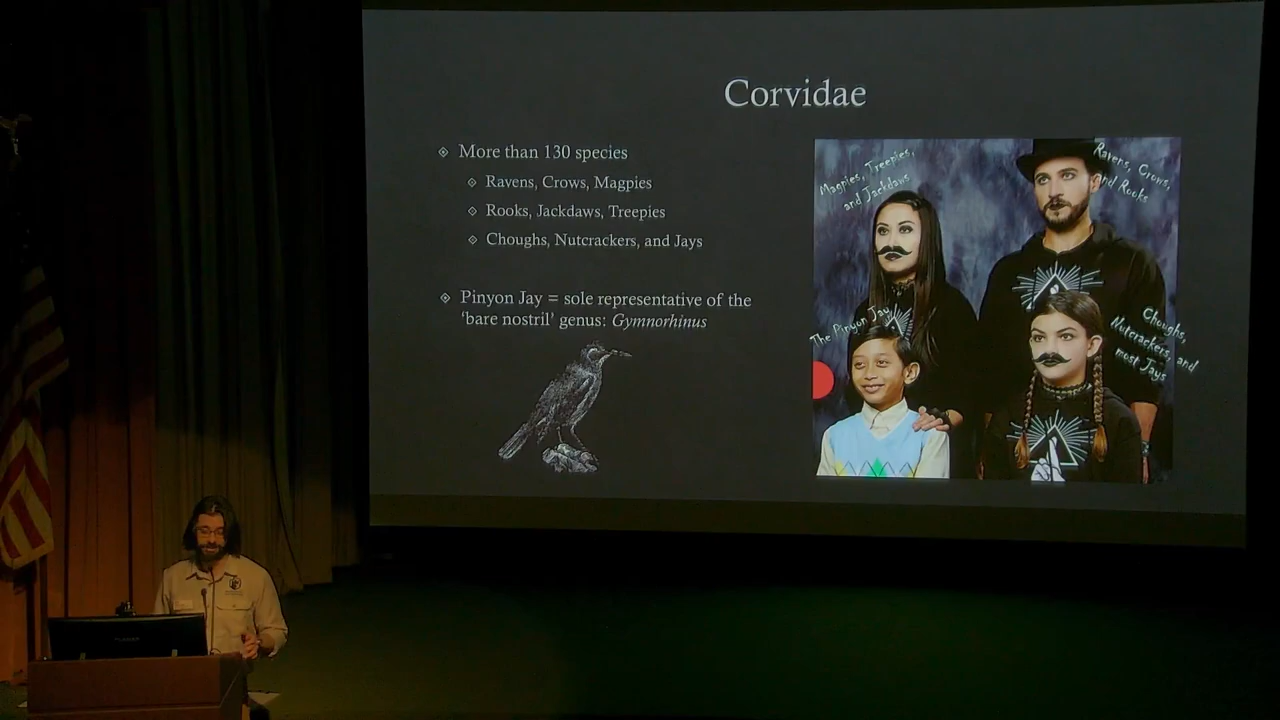 Corvidae
More than 130 species
Ravens, Crows, Magpies
Rooks, Jackdaws, Treepies
Choughs, Nutcrackers, and Jays
Pinyon Jay = sole representative of the
‘bare nostril’ genus: Gymnorhinus
Magpies, Treepies,
and Jackdaws
Ravens, Crows,
and Rooks
The Pinyon Jay
Choughs,
Nutcrackers, and
most Jays